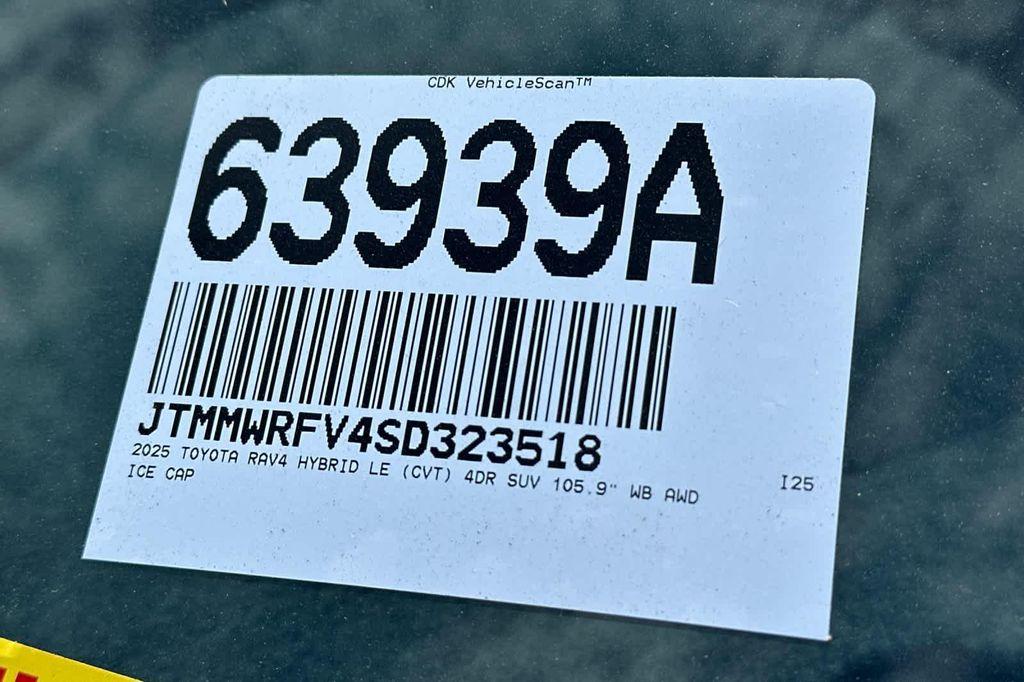 CDK VehicleScan™
63939A
JTMMWRFV4SD323518
2025 TOYOTA RAV4 HYBRID LE (CVT) 4DR SUV 105.9" WB AWD I25
ICE CAP